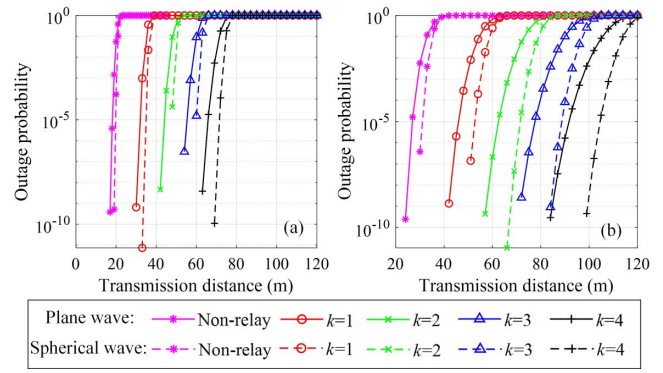 10^0
10^-5
10^-10
Outage probability
(a)
0 20 40 60 80 100 120
Transmission distance (m)
10^0
10^-5
10^-10
Outage probability
(b)
20 40 60 80 100 120
Transmission distance (m)
Plane wave: Non-relay k=1 k=2 k=3 k=4
Spherical wave: Non-relay k=1 k=2 k=3 k=4